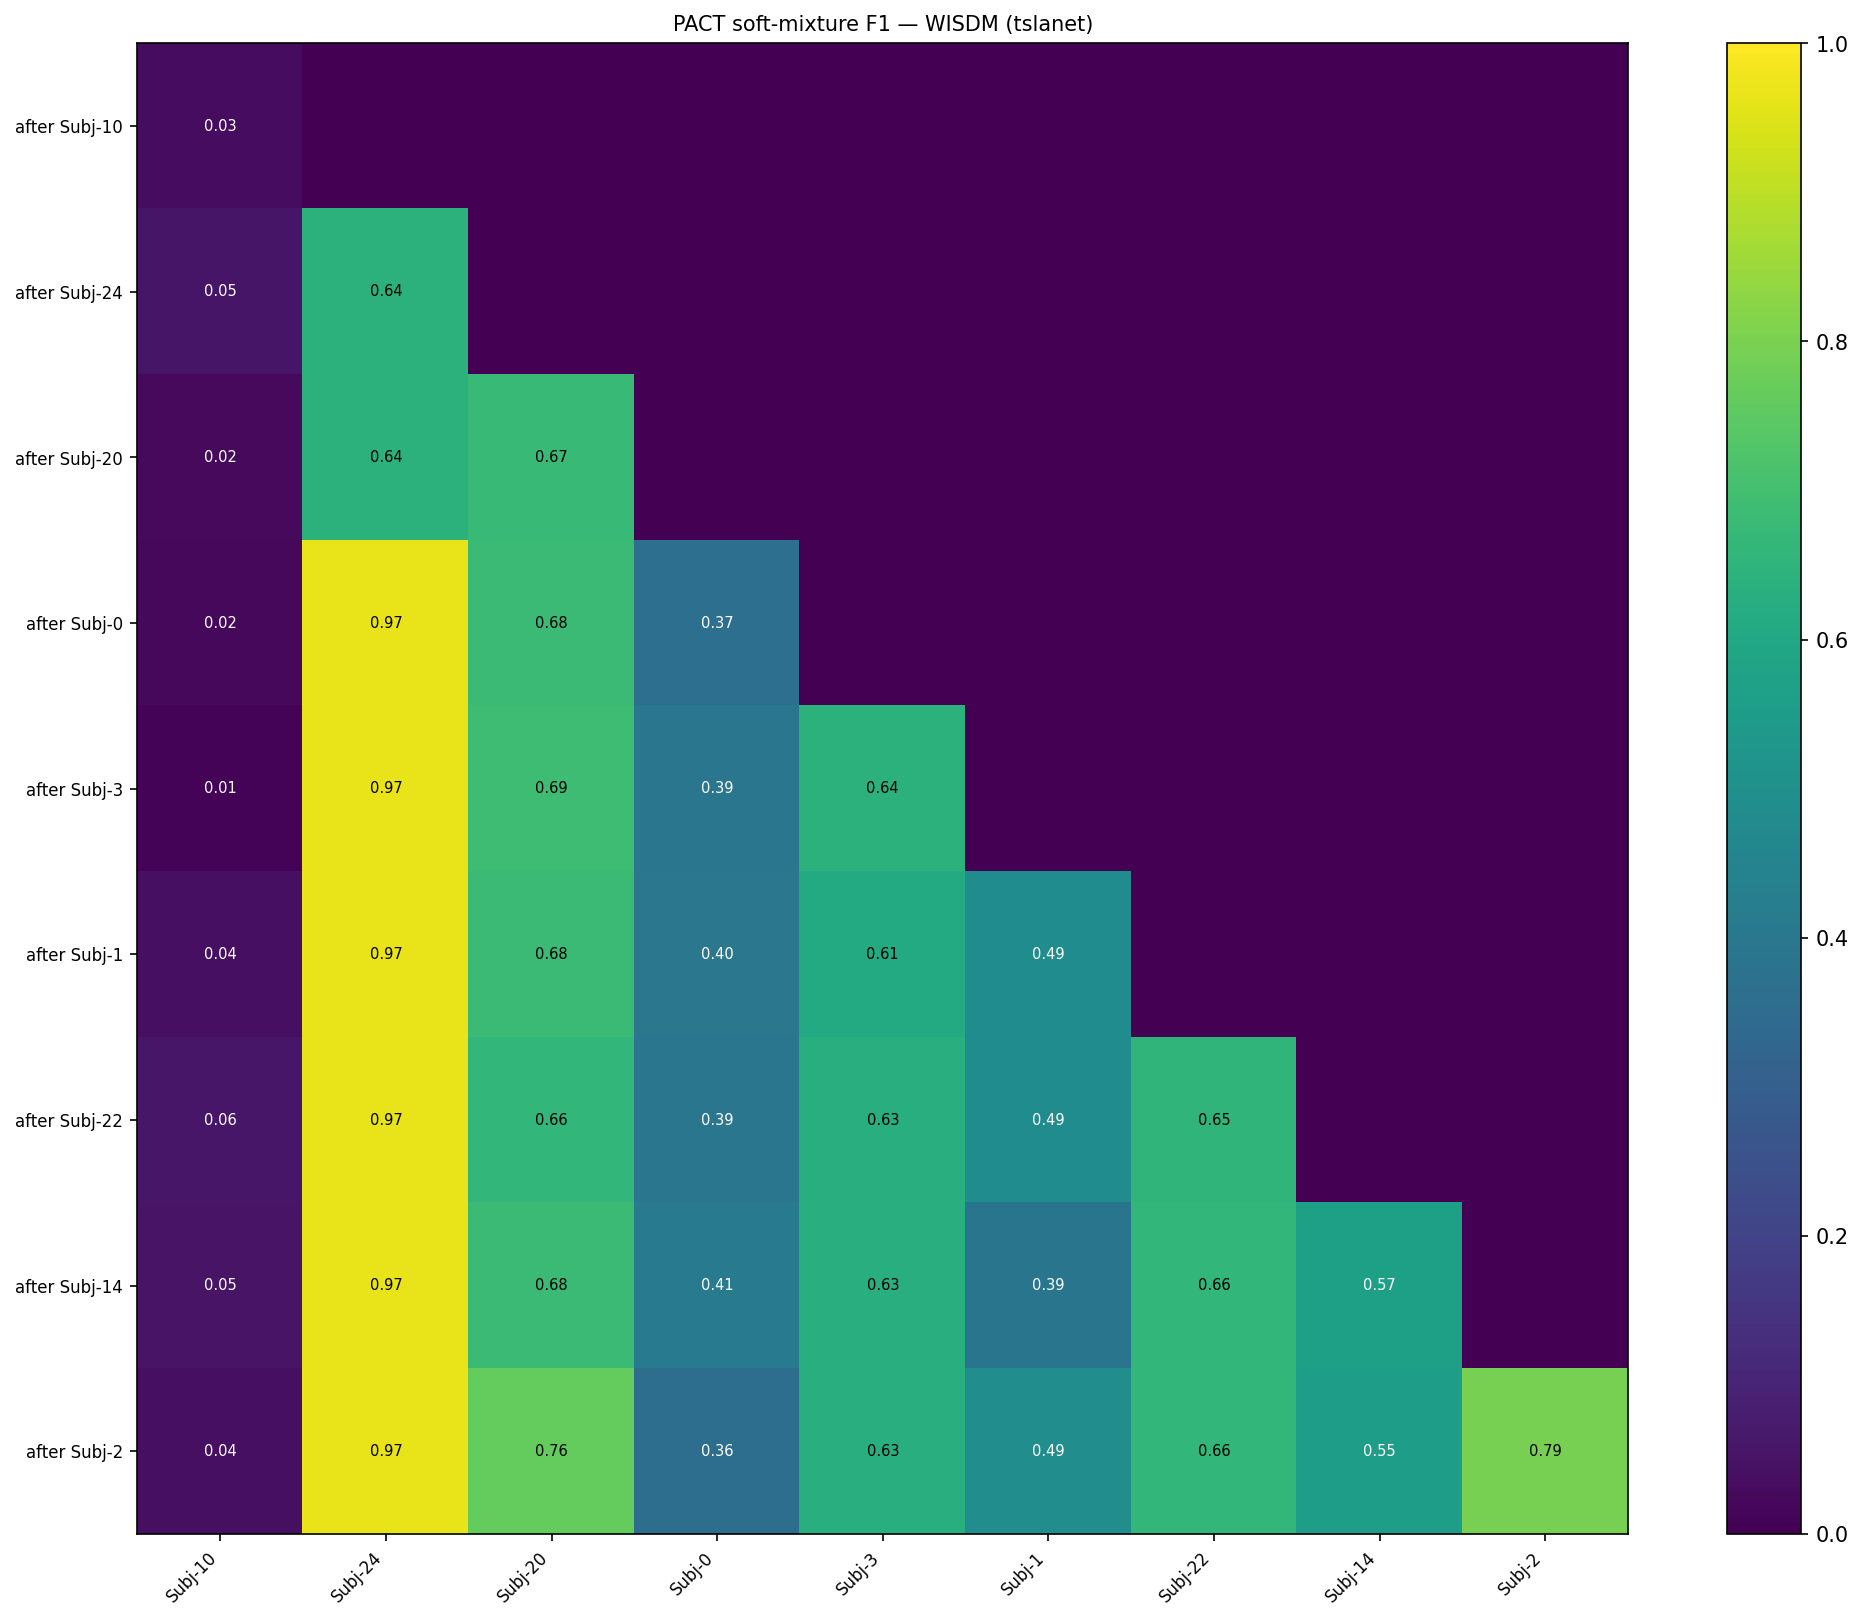 PACT soft-mixture F1 — WISDM (tslanet)
after Subj-10 0.03
after Subj-24 0.05 0.64
after Subj-20 0.02 0.64 0.67
after Subj-0 0.02 0.97 0.68 0.37
after Subj-3 0.01 0.97 0.69 0.39 0.64
after Subj-1 0.04 0.97 0.68 0.40 0.61 0.49
after Subj-22 0.06 0.97 0.66 0.39 0.63 0.49 0.65
after Subj-14 0.05 0.97 0.68 0.41 0.63 0.39 0.66 0.57
after Subj-2 0.04 0.97 0.76 0.36 0.63 0.49 0.66 0.55 0.79
Subj-10 Subj-24 Subj-20 Subj-0 Subj-3 Subj-1 Subj-22 Subj-14 Subj-2
1.0
0.8
0.6
0.4
0.2
0.0